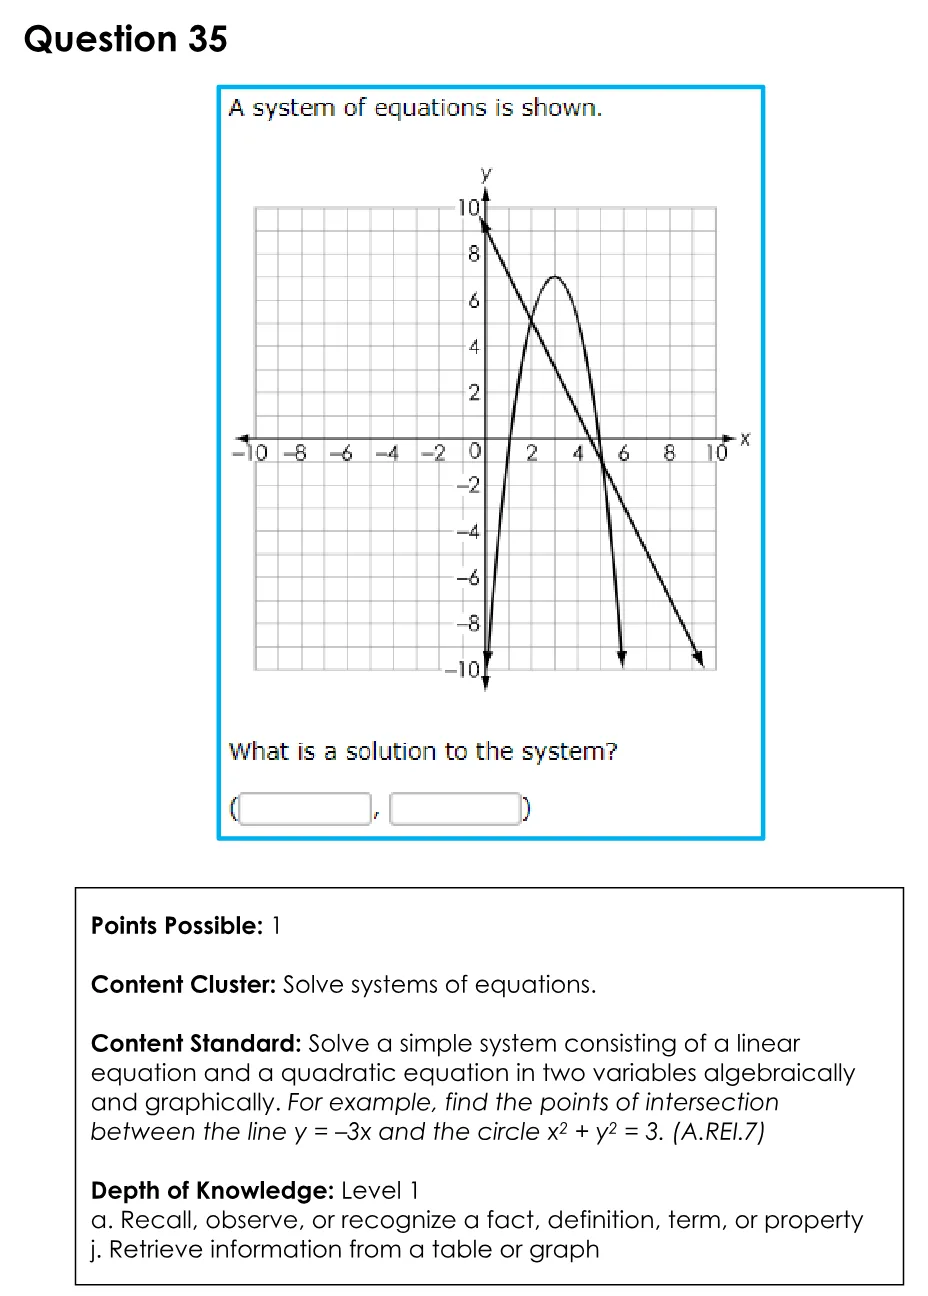 Question 35
A system of equations is shown.
y
10
8
6
4
2
x
–10 –8 –6 –4 –2 0 2 4 6 8 10
–2
–4
–6
–8
–10
What is a solution to the system?
( , )
Points Possible: 1
Content Cluster: Solve systems of equations.
Content Standard: Solve a simple system consisting of a linear
equation and a quadratic equation in two variables algebraically
and graphically. For example, find the points of intersection
between the line y = –3x and the circle x2 + y2 = 3. (A.REI.7)
Depth of Knowledge: Level 1
a. Recall, observe, or recognize a fact, definition, term, or property
j. Retrieve information from a table or graph